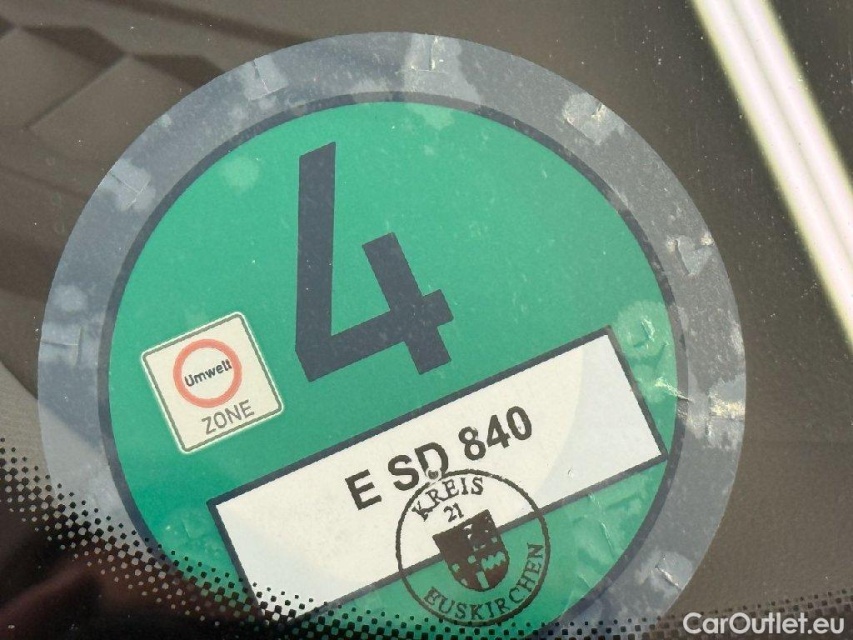 4
Umwelt
ZONE
E SD 840
KREIS
21
EUSKIRCHEN
CarOutlet.eu